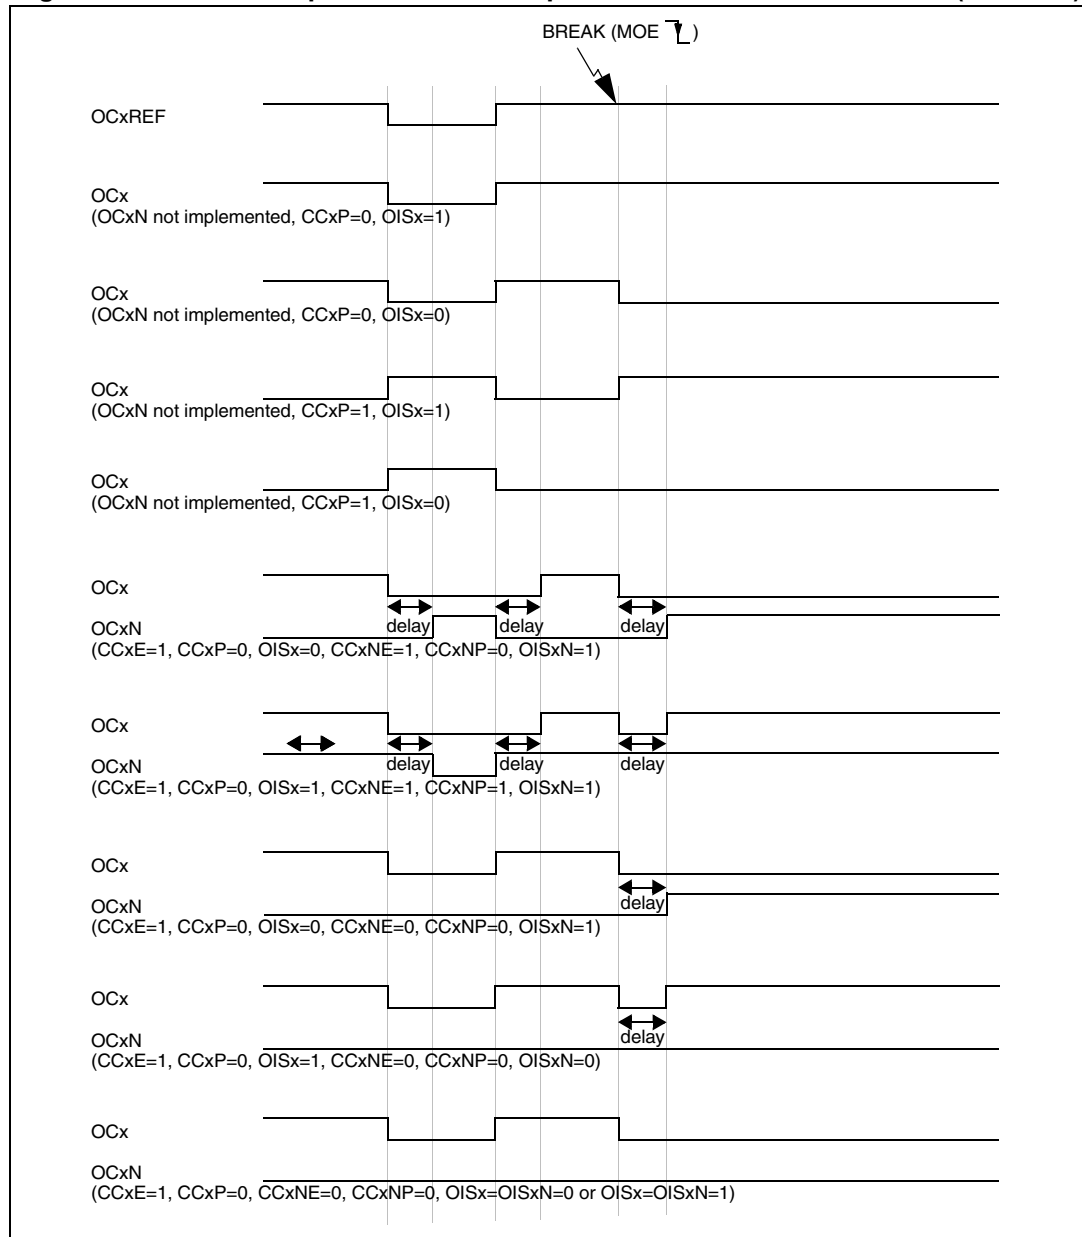 BREAK (MOE )
OCxREF
OCx
(OCxN not implemented, CCxP=0, OISx=1)
OCx
(OCxN not implemented, CCxP=0, OISx=0)
OCx
(OCxN not implemented, CCxP=1, OISx=1)
OCx
(OCxN not implemented, CCxP=1, OISx=0)
OCx
delay delay delay
OCxN
(CCxE=1, CCxP=0, OISx=0, CCxNE=1, CCxNP=0, OISxN=1)
OCx
delay delay delay
OCxN
(CCxE=1, CCxP=0, OISx=1, CCxNE=1, CCxNP=1, OISxN=1)
OCx
delay
OCxN
(CCxE=1, CCxP=0, OISx=0, CCxNE=0, CCxNP=0, OISxN=1)
OCx
delay
OCxN
(CCxE=1, CCxP=0, OISx=1, CCxNE=0, CCxNP=0, OISxN=0)
OCx
OCxN
(CCxE=1, CCxP=0, CCxNE=0, CCxNP=0, OISx=OISxN=0 or OISx=OISxN=1)